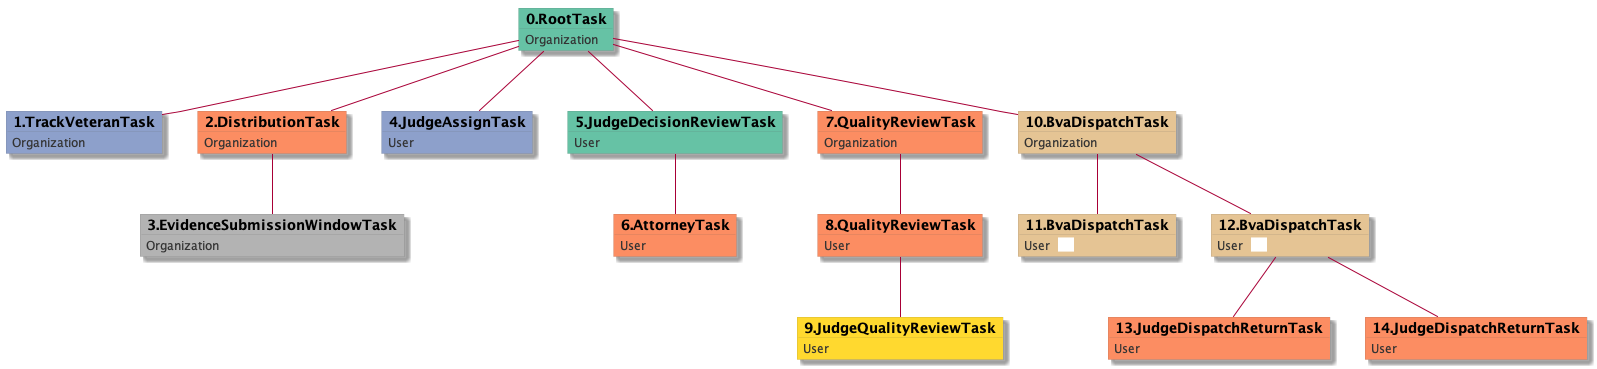 0.RootTask
Organization
1.TrackVeteranTask
Organization
2.DistributionTask
Organization
4.JudgeAssignTask
User
5.JudgeDecisionReviewTask
User
7.QualityReviewTask
Organization
10.BvaDispatchTask
Organization
3.EvidenceSubmissionWindowTask
Organization
6.AttorneyTask
User
8.QualityReviewTask
User
11.BvaDispatchTask
User
12.BvaDispatchTask
User
9.JudgeQualityReviewTask
User
13.JudgeDispatchReturnTask
User
14.JudgeDispatchReturnTask
User